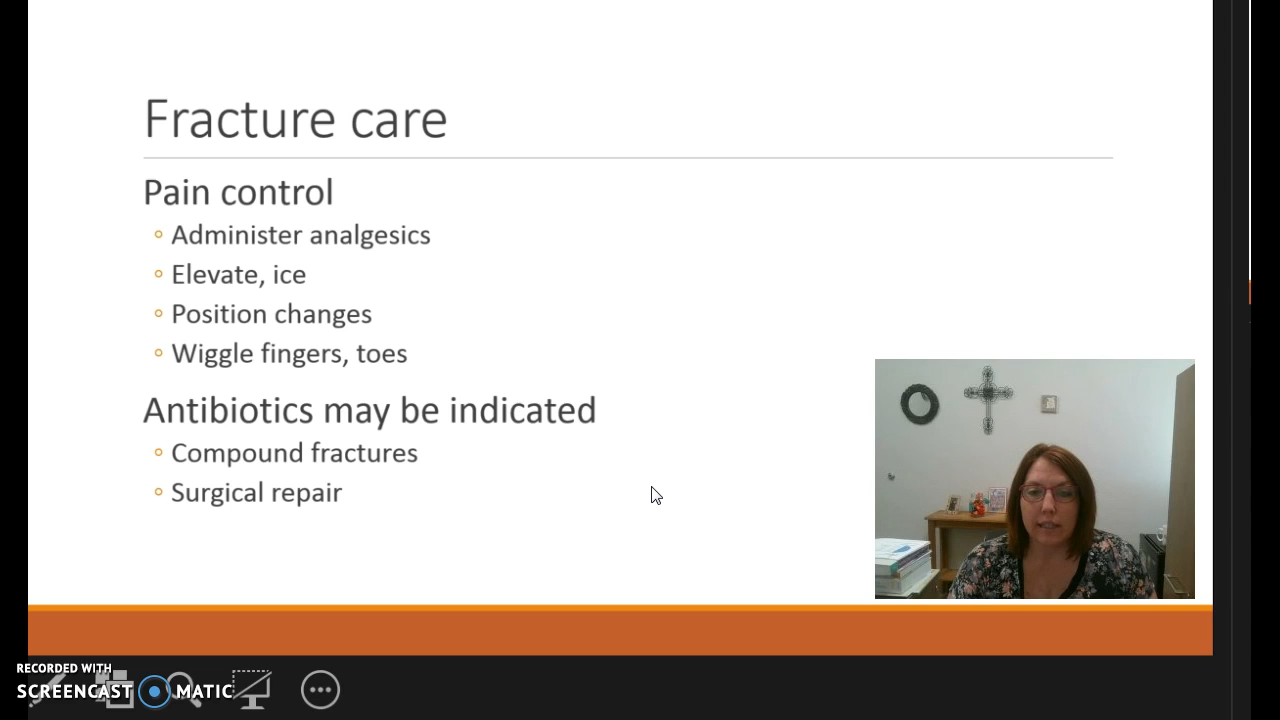 Fracture care
Pain control
Administer analgesics
Elevate, ice
Position changes
Wiggle fingers, toes
Antibiotics may be indicated
Compound fractures
Surgical repair
RECORDED WITH
SCREENCAST MATIC